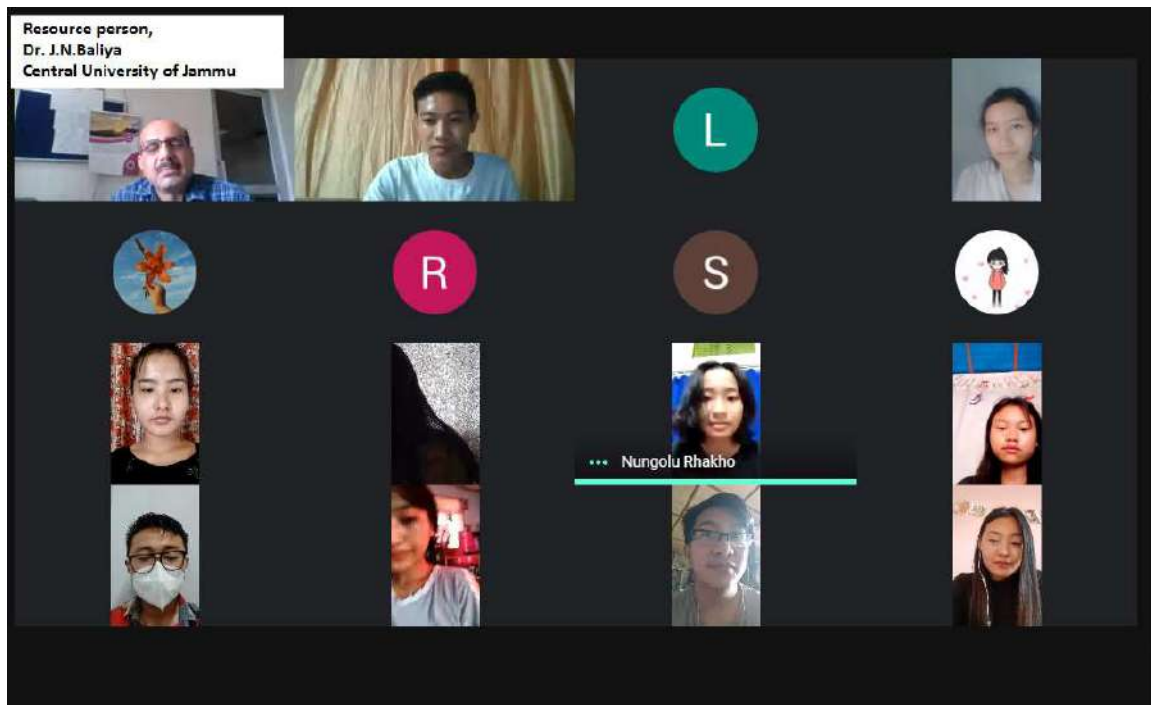 Resource person,
Dr. J.N.Baliya
Central University of Jammu
L
R
S
Nungolu Rhakho